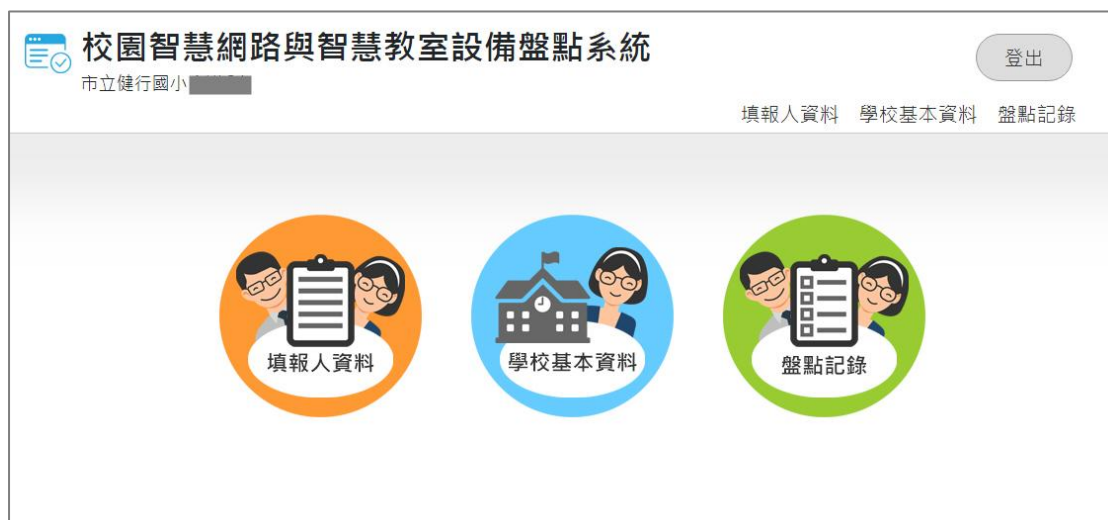 校園智慧網路與智慧教室設備盤點系統
登出
市立健行國小
填報人資料 學校基本資料 盤點記錄
填報人資料
學校基本資料
盤點記錄